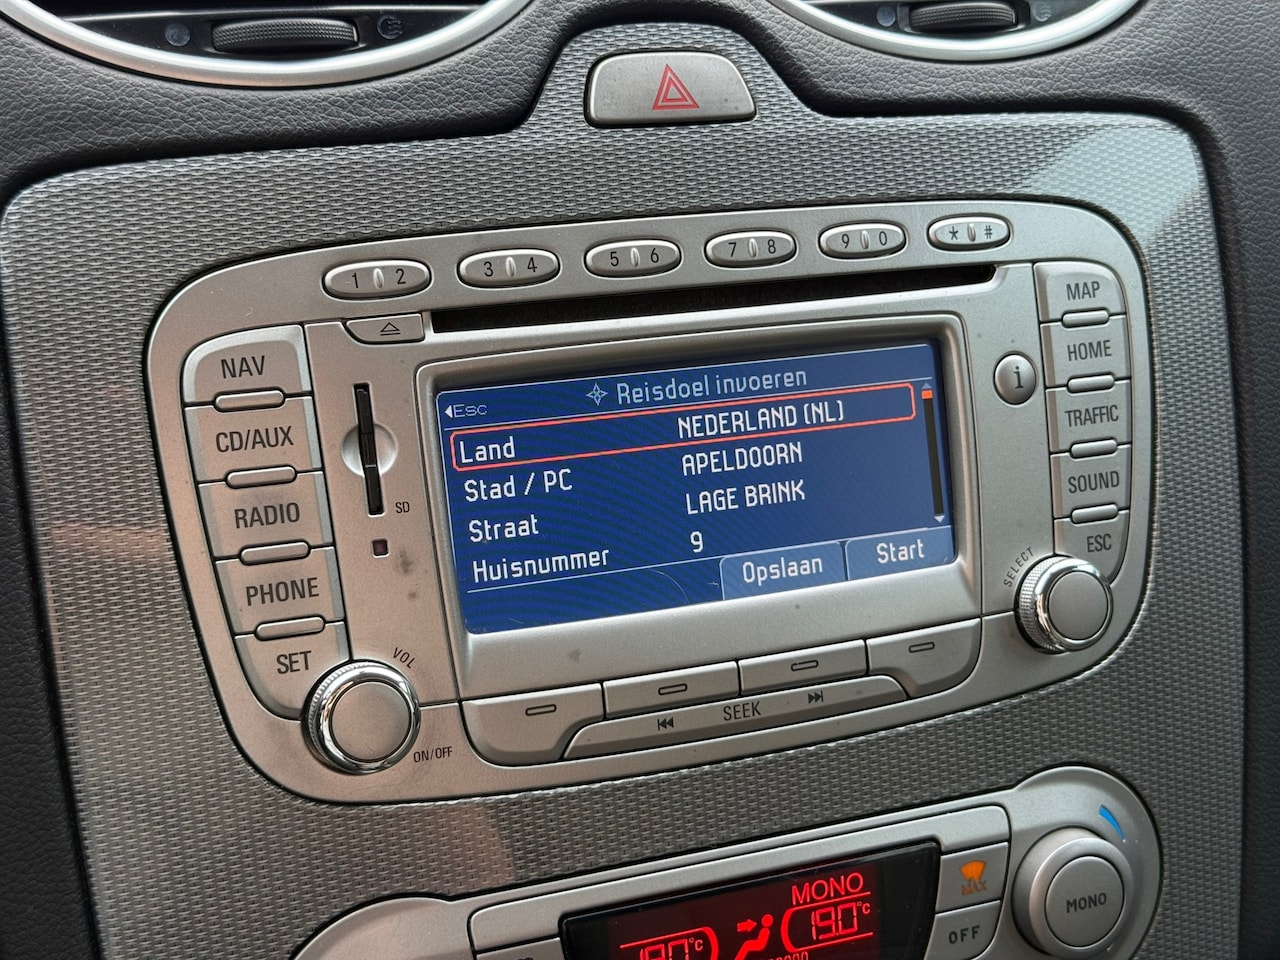 1 2 3 4 5 6 7 8 9 0 * #
MAP
NAV
HOME
CD/AUX
TRAFFIC
RADIO
SOUND
PHONE
ESC
SET
SD
i
Esc Reisdoel invoeren
Land NEDERLAND (NL)
Stad / PC APELDOORN
Straat LAGE BRINK
Huisnummer 9
Opslaan Start
SELECT
VOL
ON/OFF
SEEK
MONO
19.0°c
19.0°c
MAX
OFF
MONO